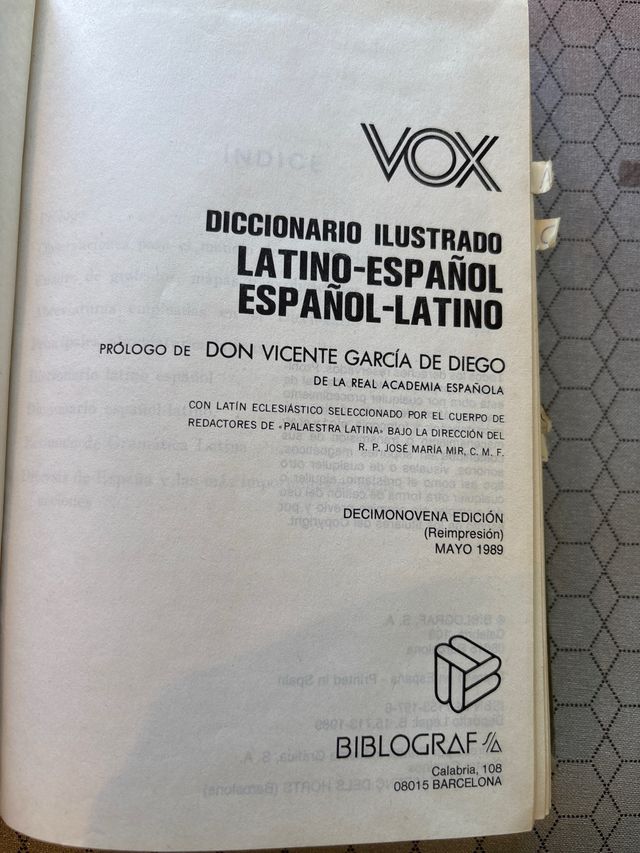 VOX
DICCIONARIO ILUSTRADO
LATINO-ESPAÑOL
ESPAÑOL-LATINO
PRÓLOGO DE DON VICENTE GARCÍA DE DIEGO
DE LA REAL ACADEMIA ESPAÑOLA
CON LATÍN ECLESIÁSTICO SELECCIONADO POR EL CUERPO DE
REDACTORES DE «PALAESTRA LATINA» BAJO LA DIRECCIÓN DEL
R. P. JOSÉ MARÍA MIR, C. M. F.
DECIMONOVENA EDICIÓN
(Reimpresión)
MAYO 1989
BIBLOGRAF S/A
Calabria, 108
08015 BARCELONA